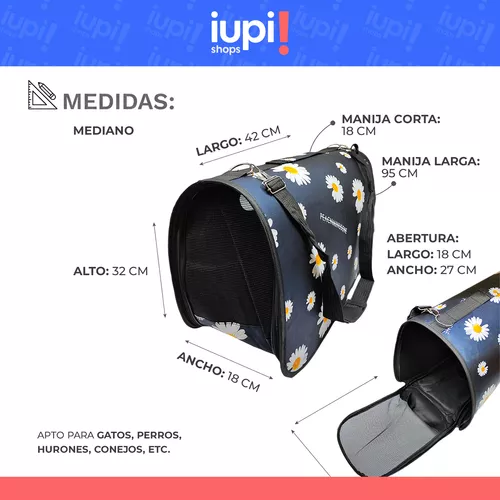 iupi!
shops
MEDIDAS:
MEDIANO
LARGO: 42 CM
MANIJA CORTA:
18 CM
MANIJA LARGA:
95 CM
ABERTURA:
LARGO: 18 CM
ANCHO: 27 CM
ALTO: 32 CM
ANCHO: 18 CM
APTO PARA GATOS, PERROS,
HURONES, CONEJOS, ETC.